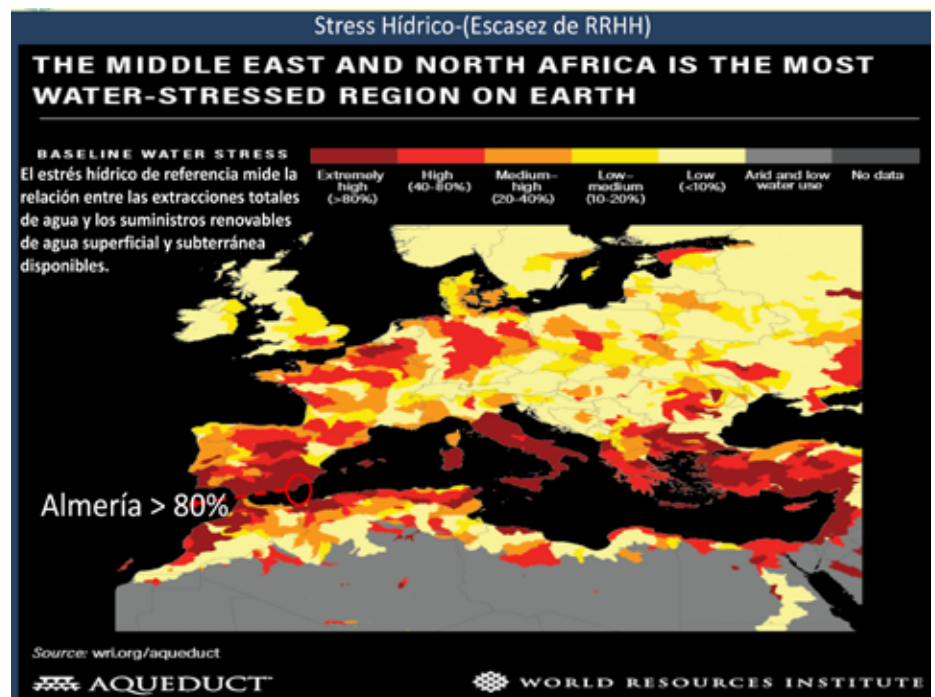 Stress Hídrico-(Escasez de RRHH)
THE MIDDLE EAST AND NORTH AFRICA IS THE MOST
WATER-STRESSED REGION ON EARTH
BASELINE WATER STRESS
El estrés hídrico de referencia mide la
relación entre las extracciones totales
de agua y los suministros renovables
de agua superficial y subterránea
disponibles.
Extremely
high
(>80%)
High
(40-80%)
Medium–
high
(20-40%)
Low–
medium
(10-20%)
Low
(<10%)
Arid and low
water use
No data
Almería > 80%
Source: wri.org/aqueduct
AQUEDUCT™
WORLD RESOURCES INSTITUTE